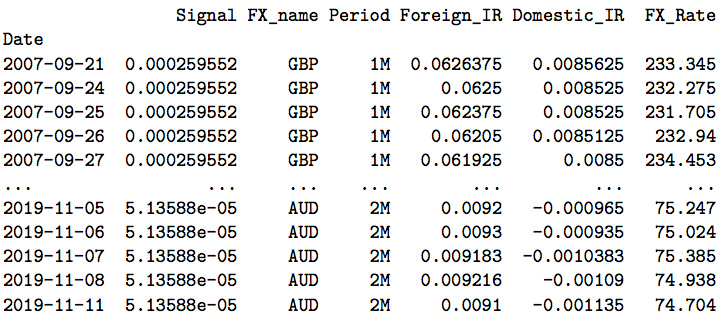 Signal FX_name Period Foreign_IR Domestic_IR FX_Rate
Date
2007-09-21 0.000259552 GBP 1M 0.0626375 0.0085625 233.345
2007-09-24 0.000259552 GBP 1M 0.0625 0.008525 232.275
2007-09-25 0.000259552 GBP 1M 0.062375 0.008525 231.705
2007-09-26 0.000259552 GBP 1M 0.06205 0.0085125 232.94
2007-09-27 0.000259552 GBP 1M 0.061925 0.0085 234.453
... ... ... ... ... ... ...
2019-11-05 5.13588e-05 AUD 2M 0.0092 -0.000965 75.247
2019-11-06 5.13588e-05 AUD 2M 0.0093 -0.000935 75.024
2019-11-07 5.13588e-05 AUD 2M 0.009183 -0.0010383 75.385
2019-11-08 5.13588e-05 AUD 2M 0.009216 -0.00109 74.938
2019-11-11 5.13588e-05 AUD 2M 0.0091 -0.001135 74.704